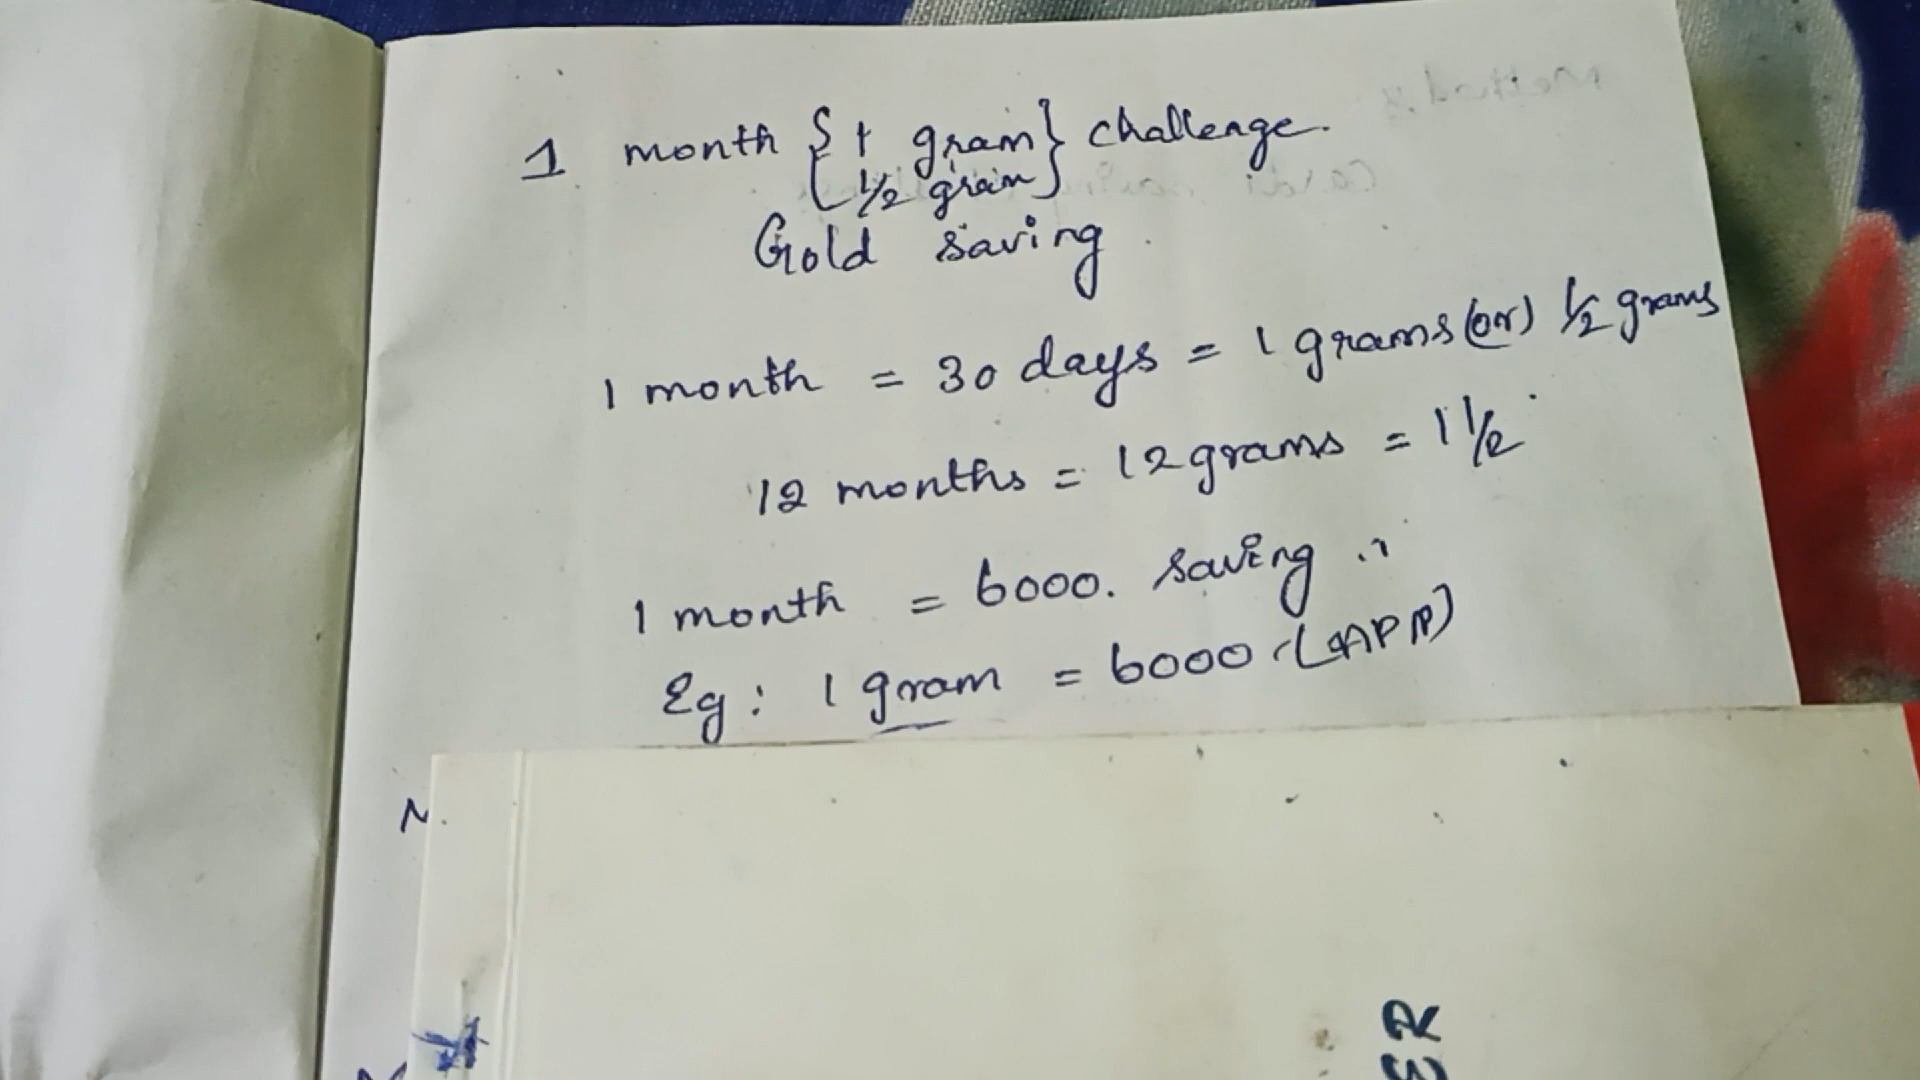 1 month { 1 gram } challenge.
{ 1/2 gram }
Gold saving
1 month = 30 days = 1 grams (or) 1/2 grams
12 months = 12 grams = 1 1/2
1 month = 6000. saving
Eg: 1 gram = 6000
N.
ER